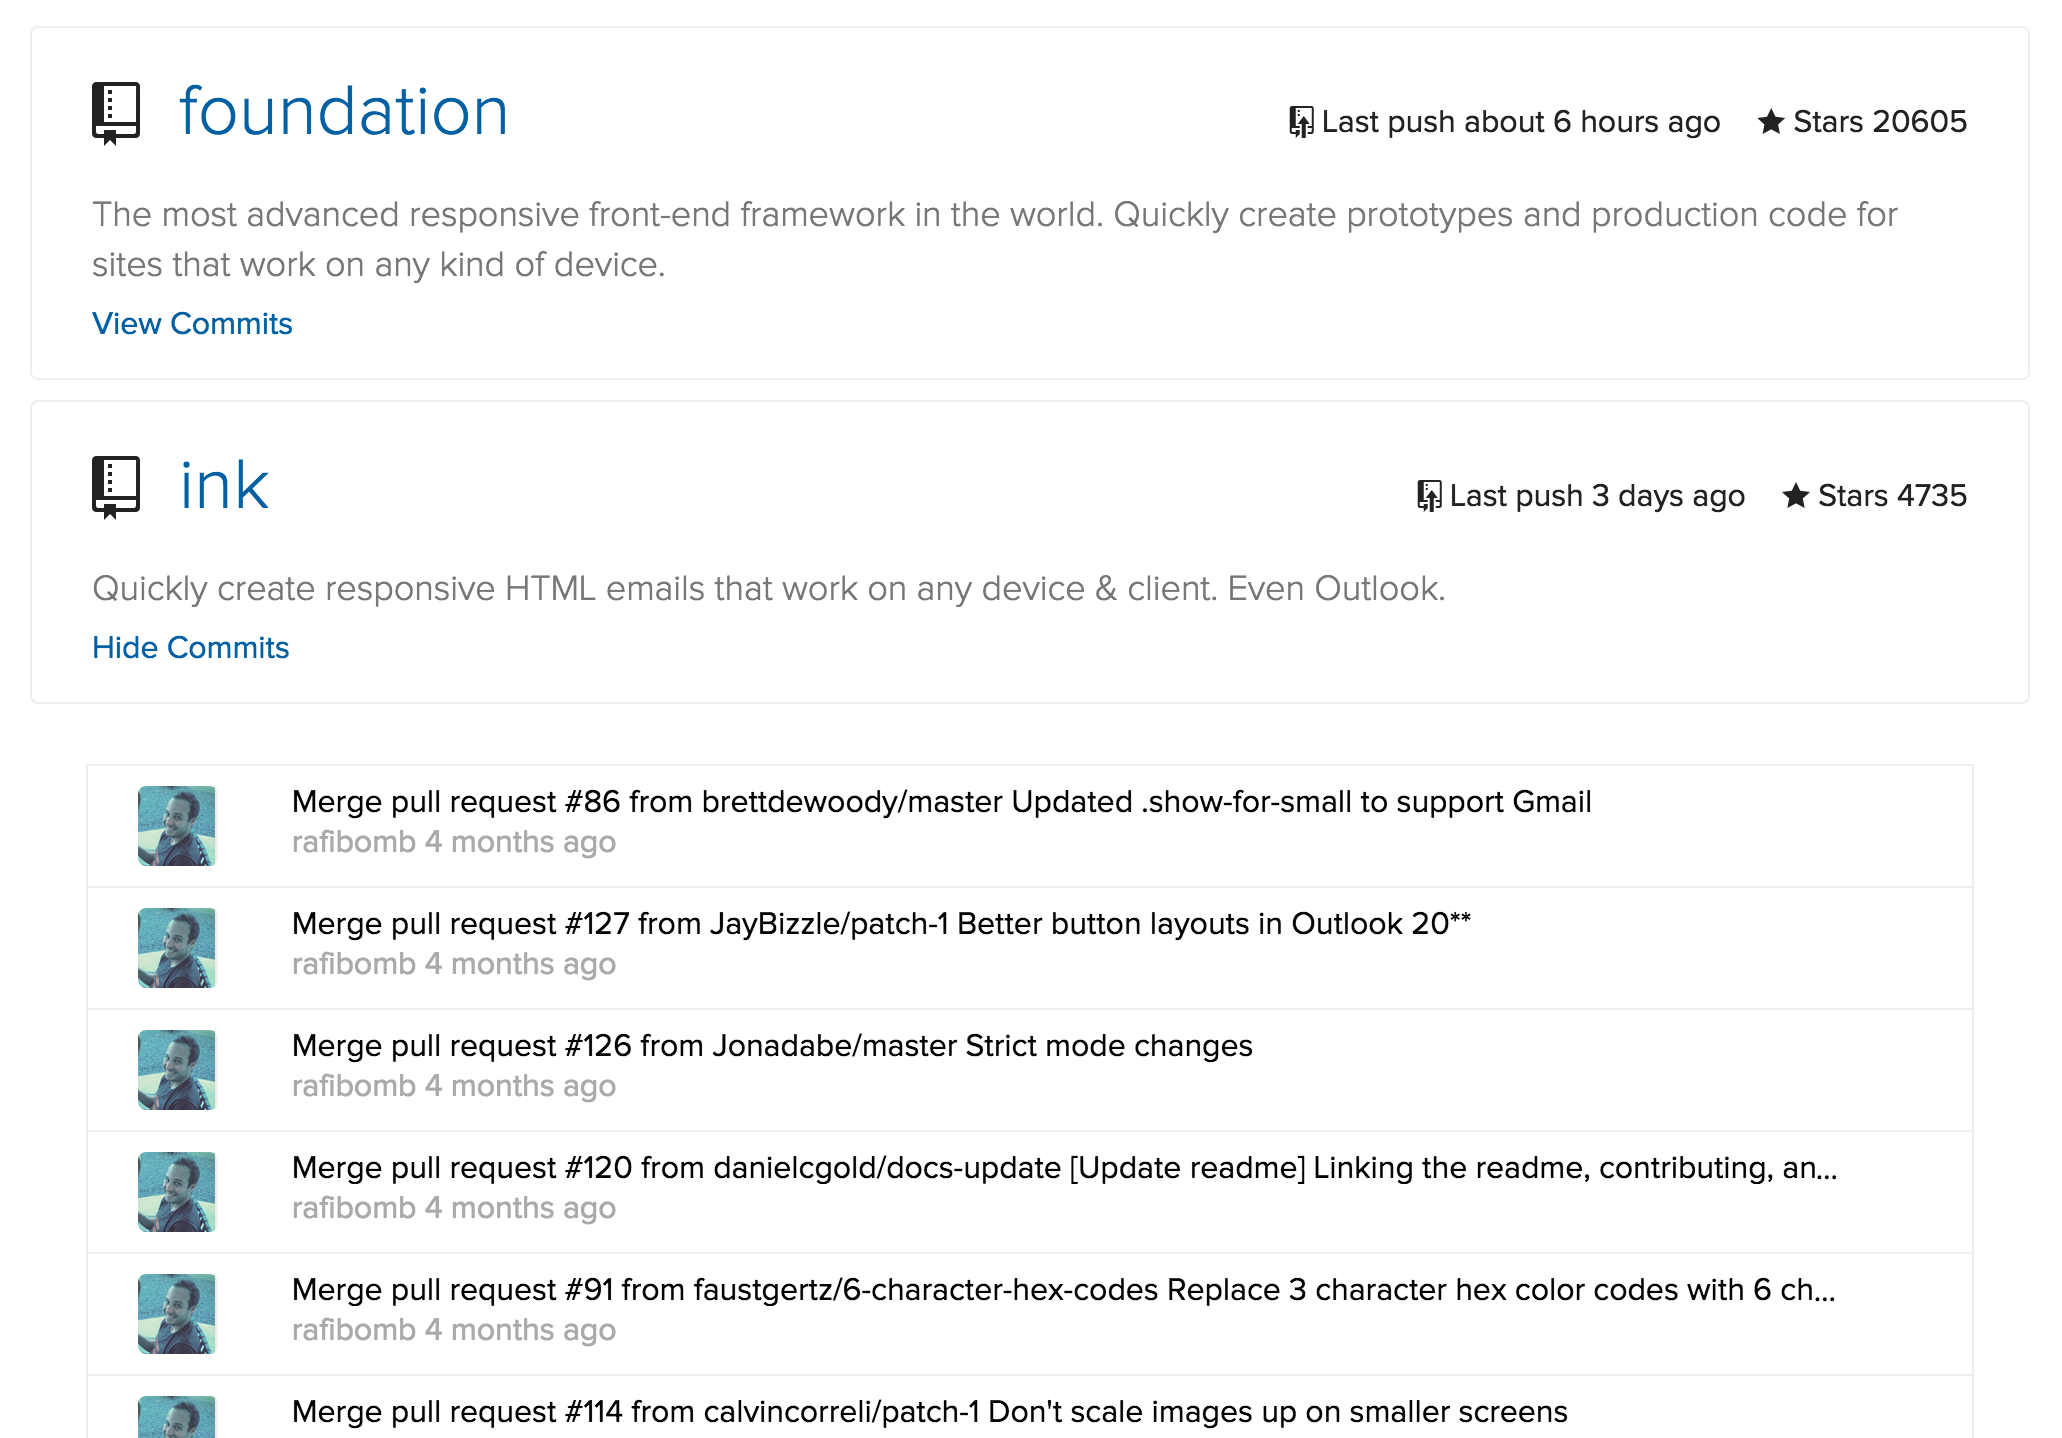 foundation
Last push about 6 hours ago
Stars 20605
The most advanced responsive front-end framework in the world. Quickly create prototypes and production code for
sites that work on any kind of device.
View Commits
ink
Last push 3 days ago
Stars 4735
Quickly create responsive HTML emails that work on any device & client. Even Outlook.
Hide Commits
Merge pull request #86 from brettdewoody/master Updated .show-for-small to support Gmail
rafibomb 4 months ago
Merge pull request #127 from JayBizzle/patch-1 Better button layouts in Outlook 20**
rafibomb 4 months ago
Merge pull request #126 from Jonadabe/master Strict mode changes
rafibomb 4 months ago
Merge pull request #120 from danielcgold/docs-update [Update readme] Linking the readme, contributing, an...
rafibomb 4 months ago
Merge pull request #91 from faustgertz/6-character-hex-codes Replace 3 character hex color codes with 6 ch...
rafibomb 4 months ago
Merge pull request #114 from calvincorreli/patch-1 Don't scale images up on smaller screens